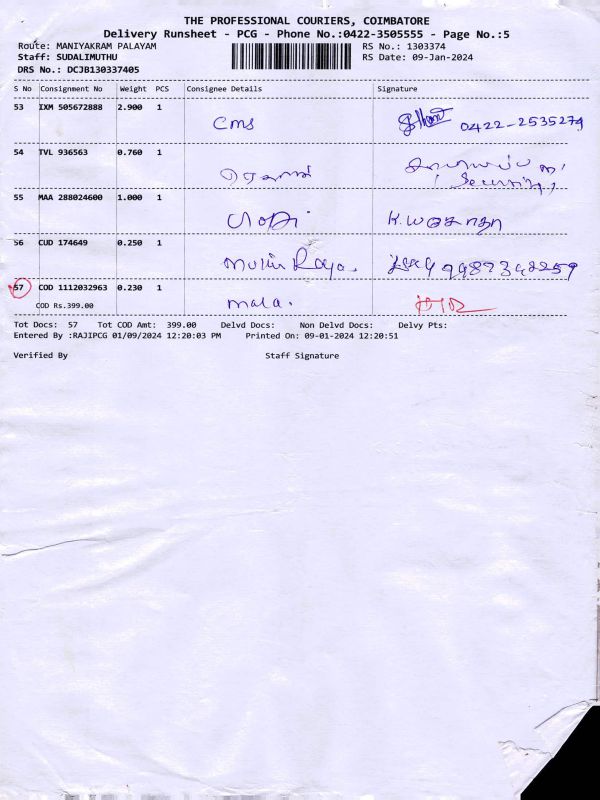 THE PROFESSIONAL COURIERS, COIMBATORE
Delivery Runsheet - PCG - Phone No.:0422-3505555 - Page No.:5
Route: MANIYAKRAM PALAYAM RS No.: 1303374
Staff: SUDALIMUTHU RS Date: 09-Jan-2024
DRS No.: DCJB130337405
S No Consignment No Weight PCS Consignee Details Signature
53 IXM 505672888 2.900 1 CMS 0422-2535279
54 TVL 936563 0.760 1 Security
55 MAA 288024600 1.000 1 K.
56 CUD 174649 0.250 1 Raja.
57 COD 1112032963 0.230 1 mala.
COD Rs.399.00
Tot Docs: 57 Tot COD Amt: 399.00 Delvd Docs: Non Delvd Docs: Delvy Pts:
Entered By :RAJIPCG 01/09/2024 12:20:03 PM Printed On: 09-01-2024 12:20:51
Verified By Staff Signature